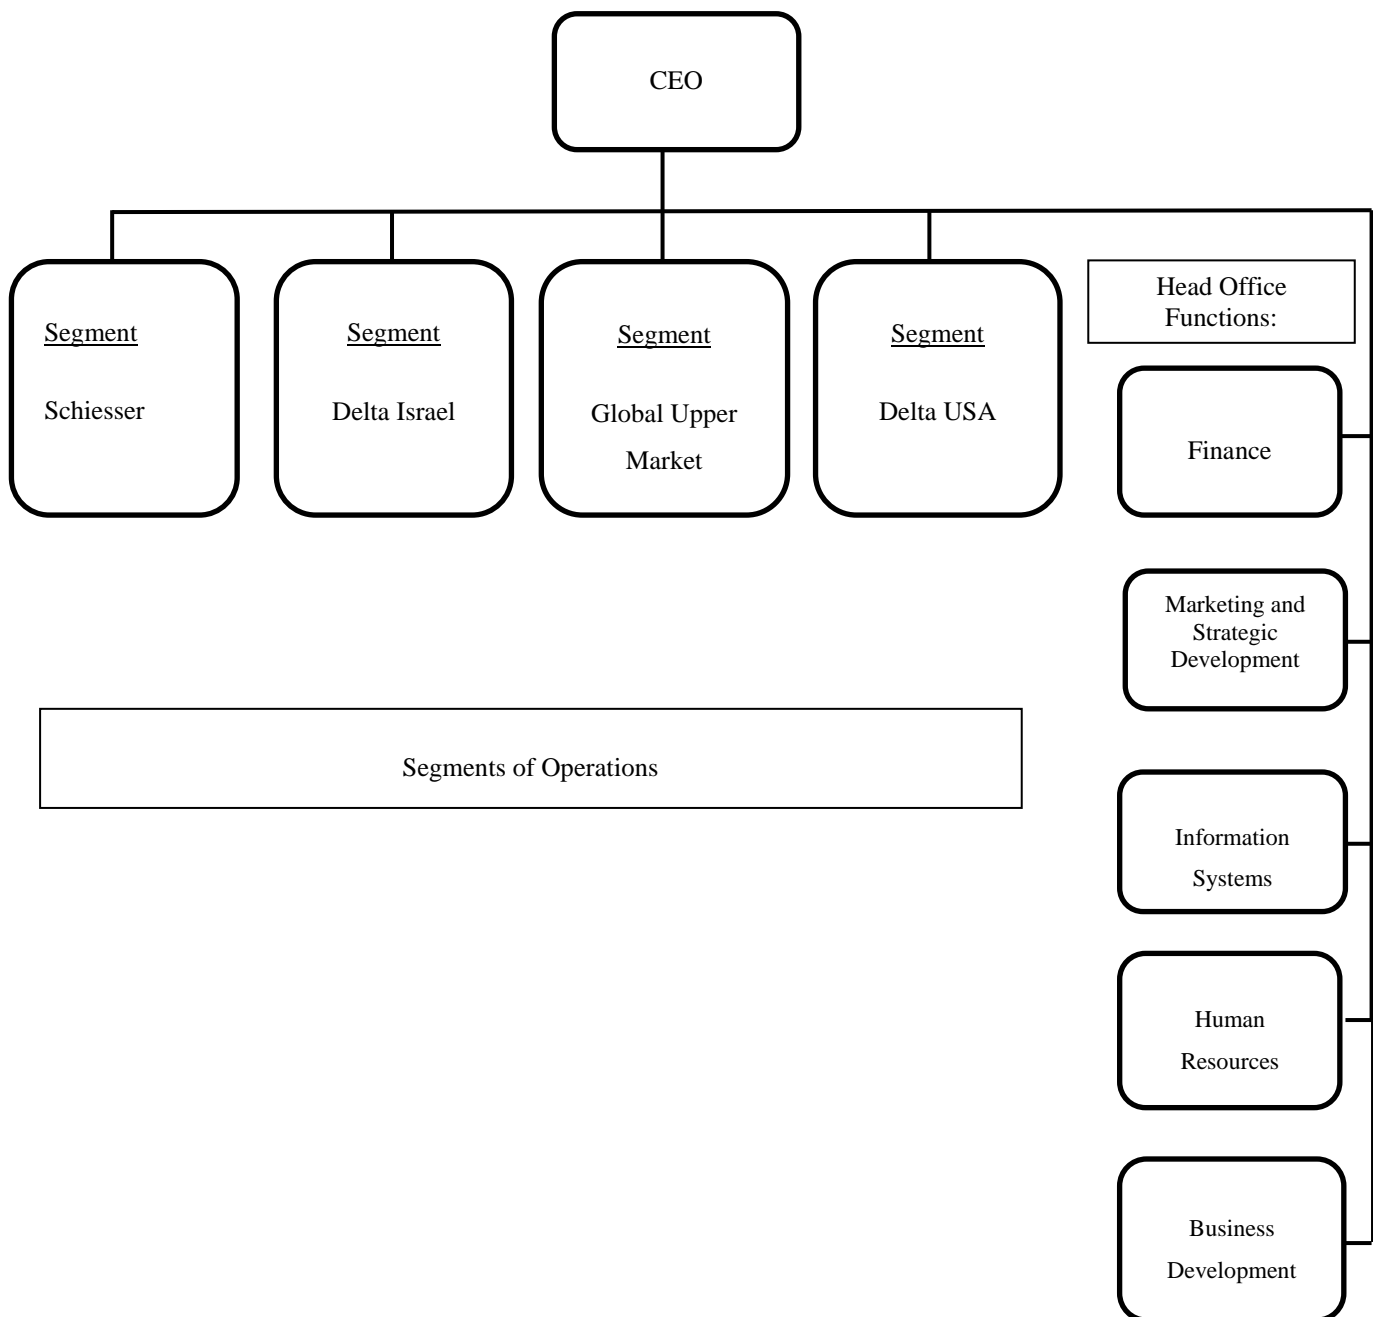 CEO
Segment
Schiesser
Segment
Delta Israel
Segment
Global Upper
Market
Segment
Delta USA
Head Office
Functions:
Finance
Marketing and
Strategic
Development
Segments of Operations
Information
Systems
Human
Resources
Business
Development